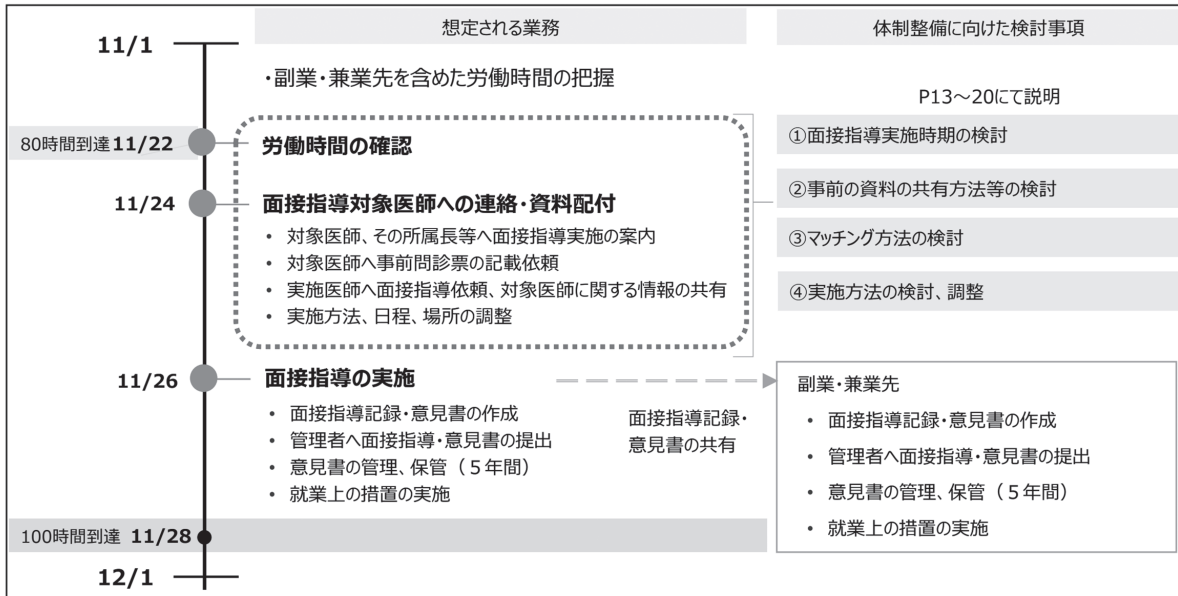 想定される業務
体制整備に向けた検討事項
11/1
・副業・兼業先を含めた労働時間の把握
P13～20にて説明
80時間到達 11/22
労働時間の確認
①面接指導実施時期の検討
11/24
面接指導対象医師への連絡・資料配付
②事前の資料の共有方法等の検討
• 対象医師、その所属長等へ面接指導実施の案内
③マッチング方法の検討
• 対象医師へ事前問診票の記載依頼
• 実施医師へ面接指導依頼、対象医師に関する情報の共有
④実施方法の検討、調整
• 実施方法、日程、場所の調整
11/26
面接指導の実施
• 面接指導記録・意見書の作成
• 管理者へ面接指導・意見書の提出
• 意見書の管理、保管（５年間）
• 就業上の措置の実施
面接指導記録・
意見書の共有
副業・兼業先
• 面接指導記録・意見書の作成
• 管理者へ面接指導・意見書の提出
• 意見書の管理、保管（５年間）
• 就業上の措置の実施
100時間到達 11/28
12/1